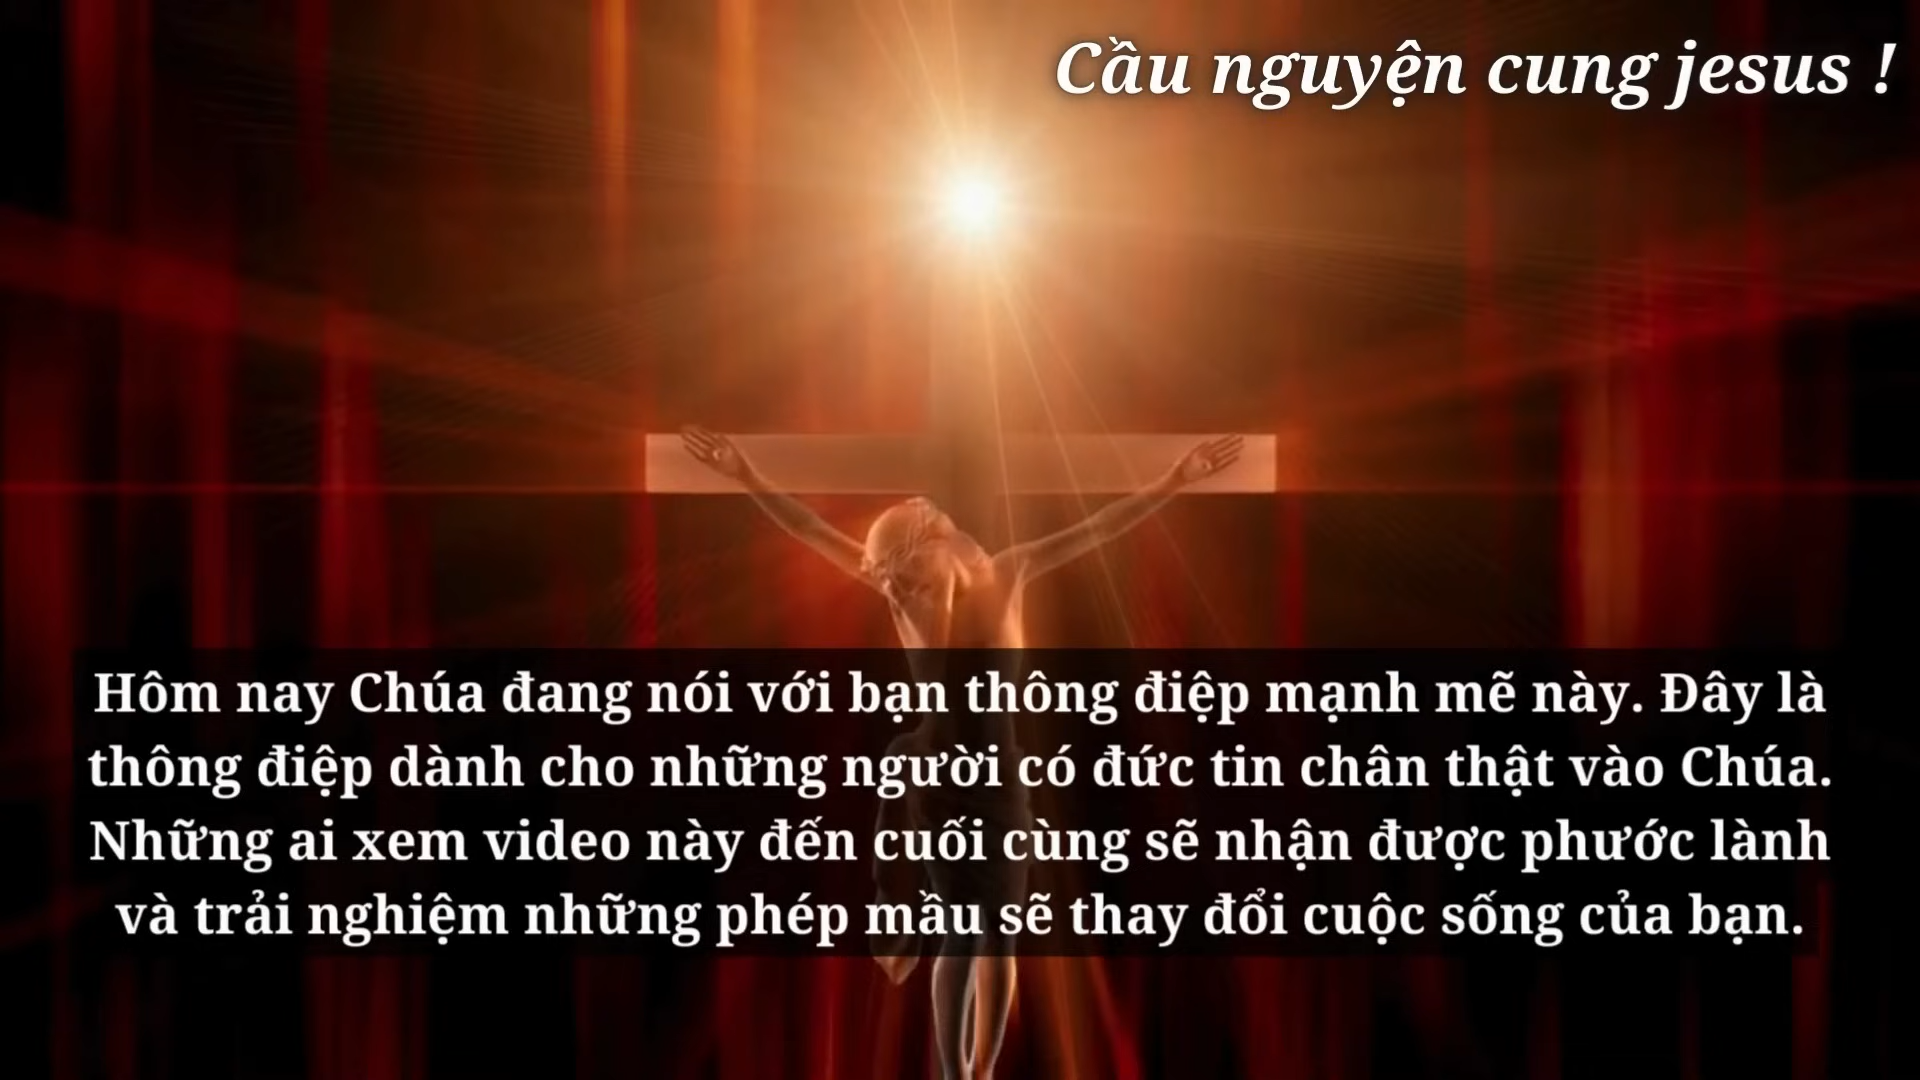 Cầu nguyện cung jesus !
Hôm nay Chúa đang nói với bạn thông điệp mạnh mẽ này. Đây là
thông điệp dành cho những người có đức tin chân thật vào Chúa.
Những ai xem video này đến cuối cùng sẽ nhận được phước lành
và trải nghiệm những phép mầu sẽ thay đổi cuộc sống của bạn.